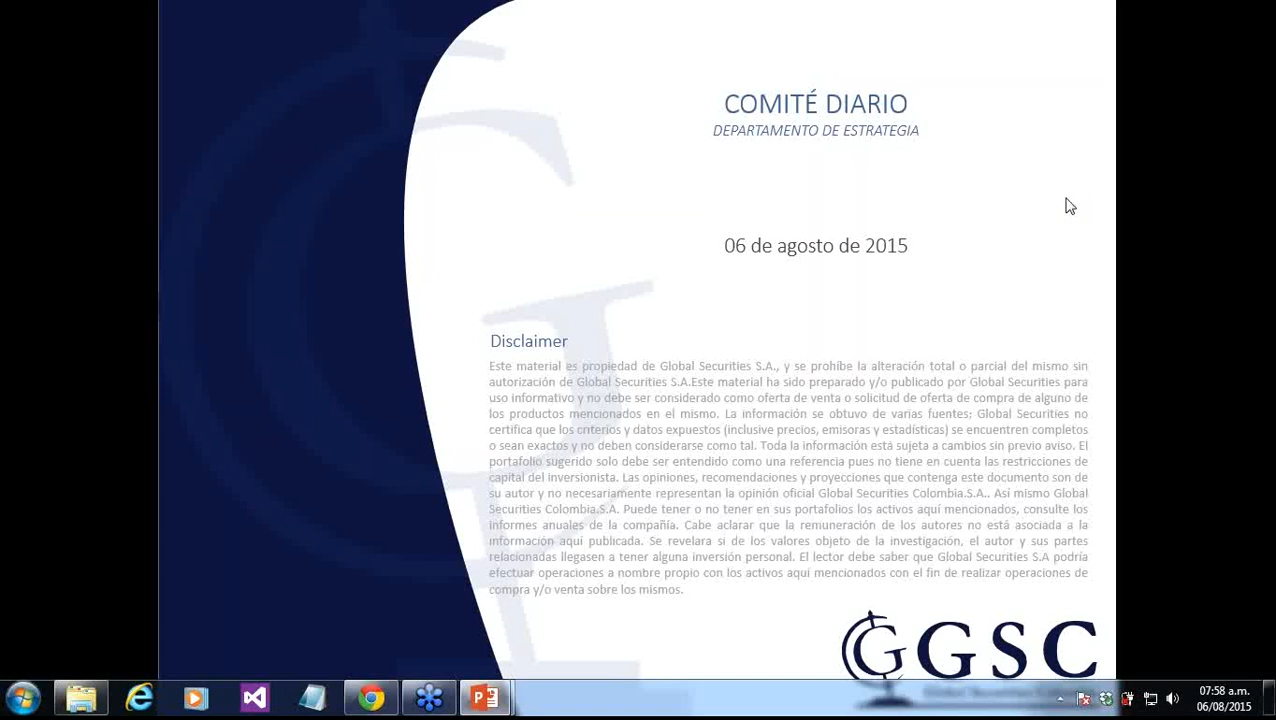 COMITÉ DIARIO
DEPARTAMENTO DE ESTRATEGIA
06 de agosto de 2015
Disclaimer
Este material es propiedad de Global Securities S.A., y se prohíbe la alteración total o parcial del mismo sin
autorización de Global Securities S.A.Este material ha sido preparado y/o publicado por Global Securities para
uso informativo y no debe ser considerado como oferta de venta o solicitud de oferta de compra de alguno de
los productos mencionados en el mismo. La información se obtuvo de varias fuentes; Global Securities no
certifica que los criterios y datos expuestos (inclusive precios, emisoras y estadísticas) se encuentren completos
o sean exactos y no deben considerarse como tal. Toda la información está sujeta a cambios sin previo aviso. El
portafolio sugerido solo debe ser entendido como una referencia pues no tiene en cuenta las restricciones de
capital del inversionista. Las opiniones, recomendaciones y proyecciones que contenga este documento son de
su autor y no necesariamente representan la opinión oficial Global Securities Colombia.S.A.. Así mismo Global
Securities Colombia.S.A. Puede tener o no tener en sus portafolios los activos aquí mencionados, consulte los
informes anuales de la compañía. Cabe aclarar que la remuneración de los autores no está asociada a la
información aquí publicada. Se revelara si de los valores objeto de la investigación, el autor y sus partes
relacionadas llegasen a tener alguna inversión personal. El lector debe saber que Global Securities S.A podría
efectuar operaciones a nombre propio con los activos aquí mencionados con el fin de realizar operaciones de
compra y/o venta sobre los mismos.
GGSC
07:58 a.m.
06/08/2015